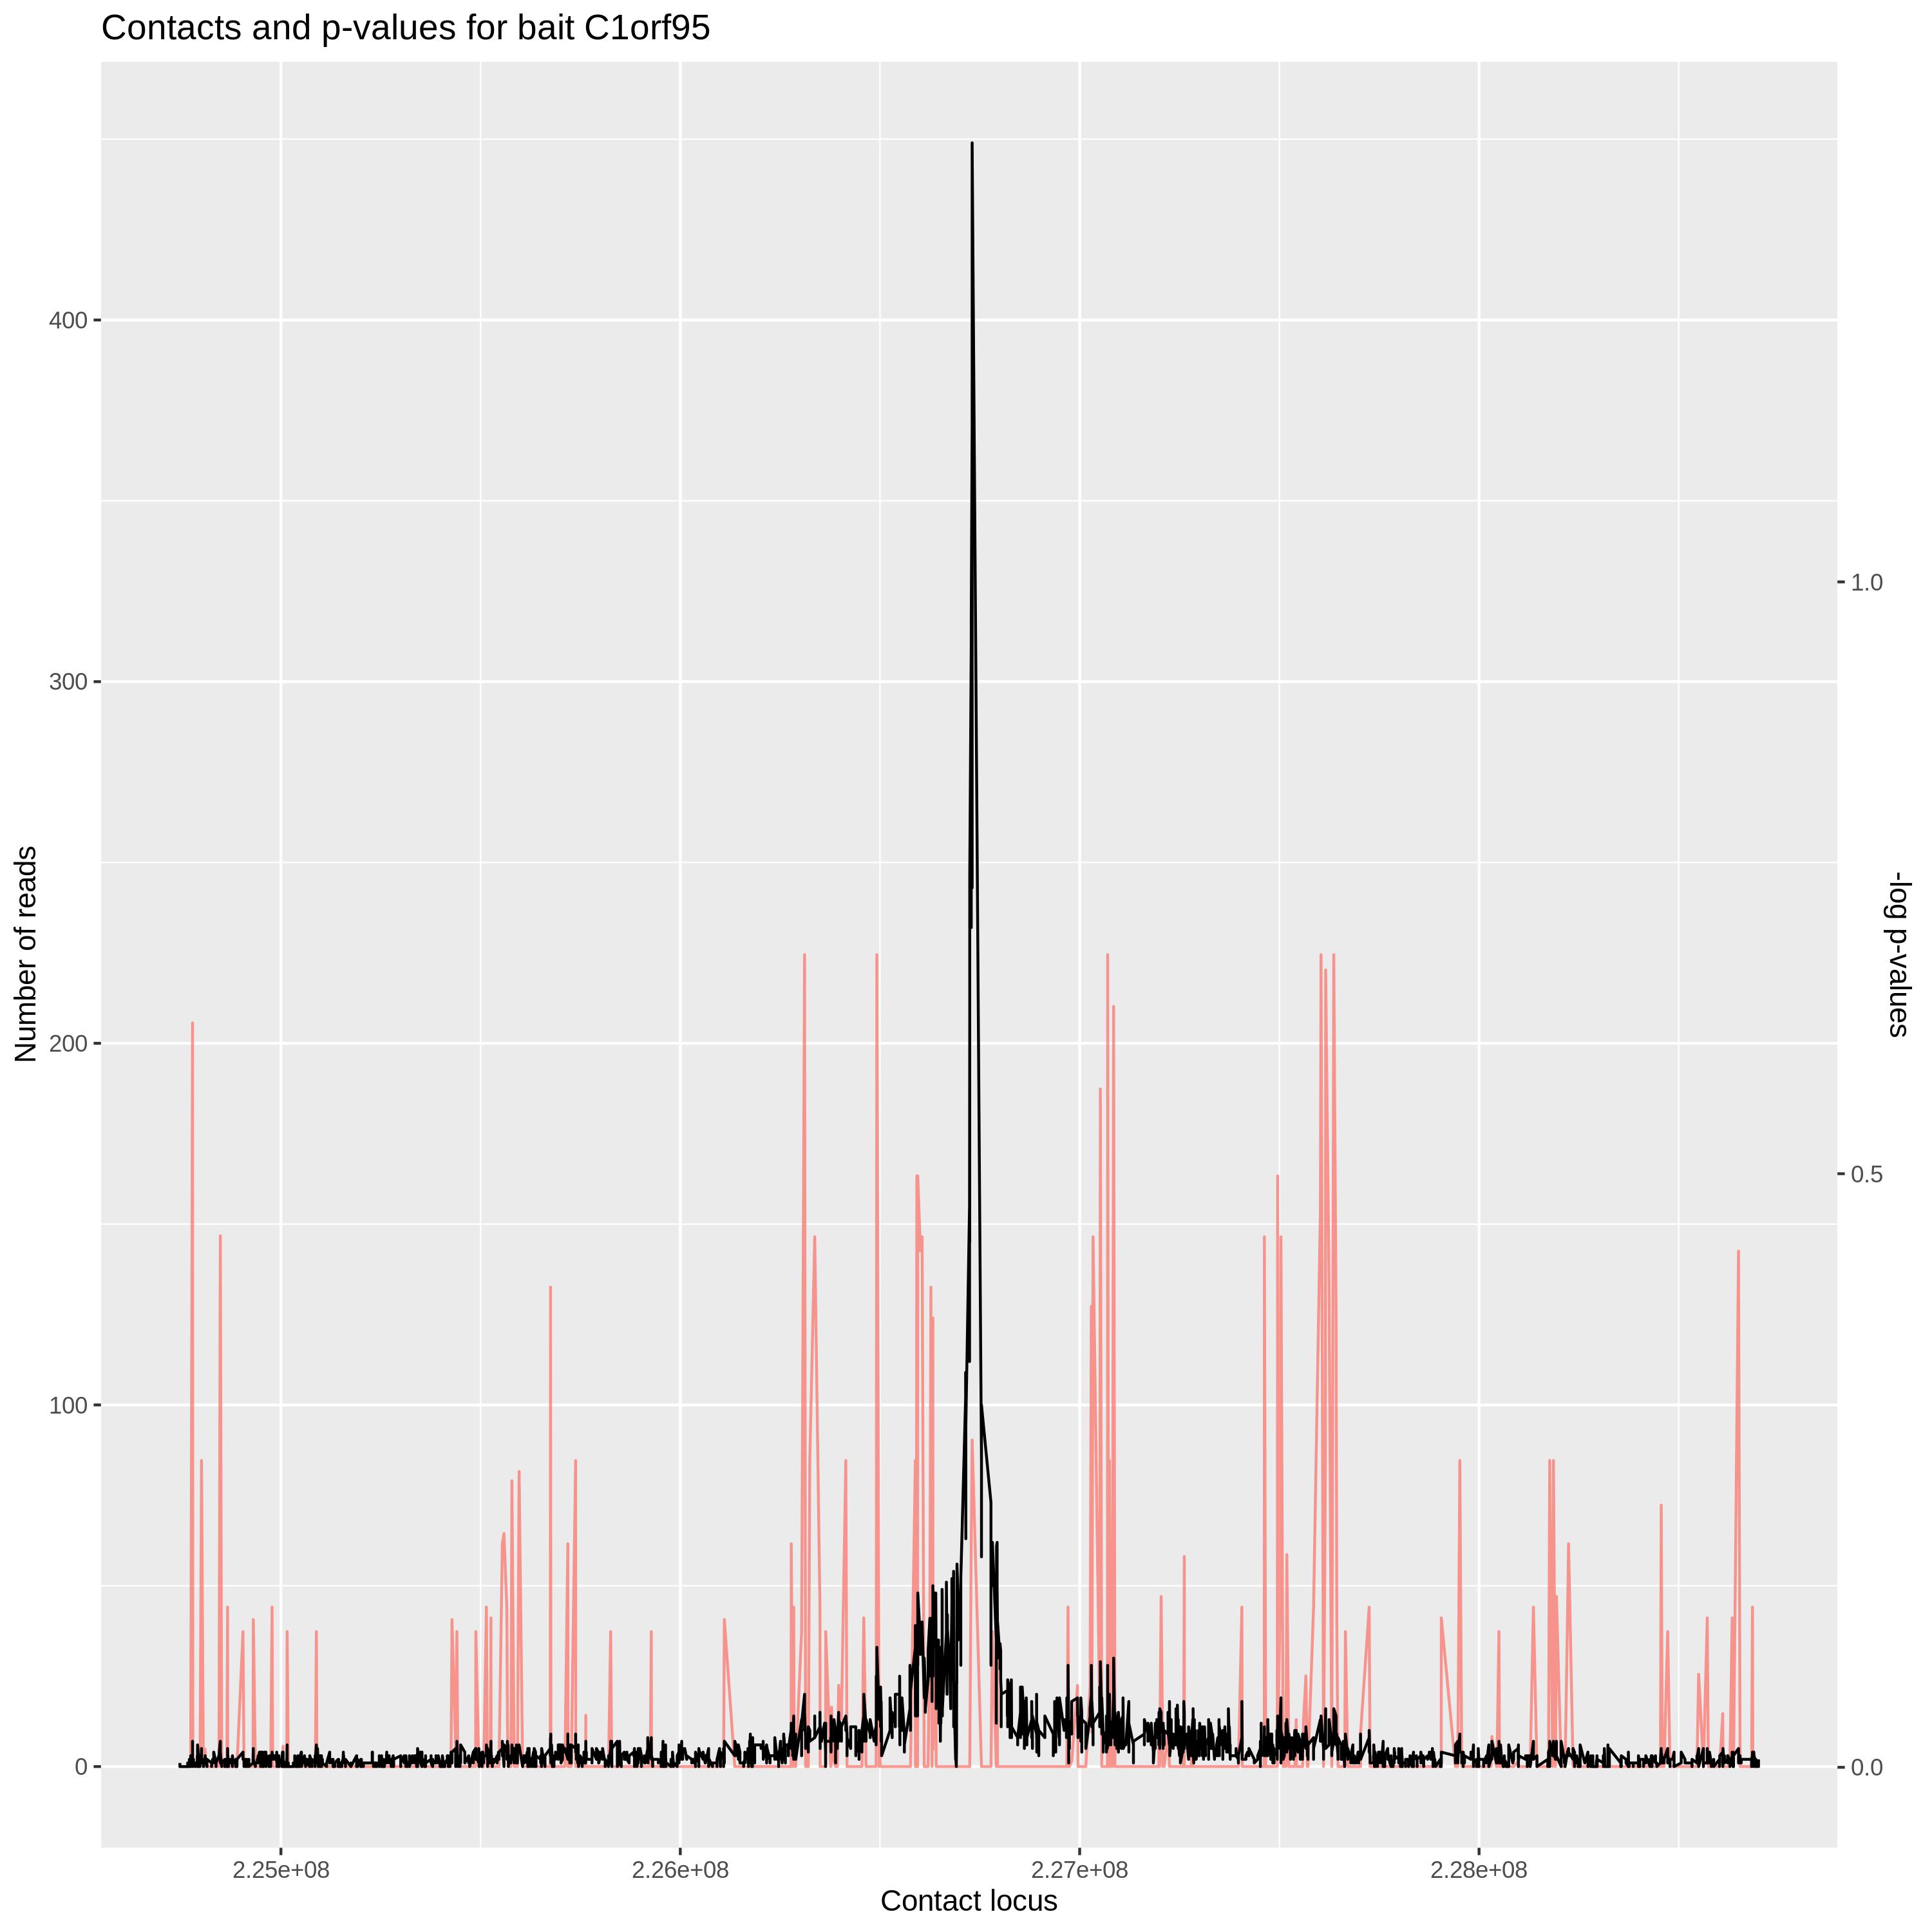 Contacts and p-values for bait C1orf95
Number of reads
400
300
200
100
0
1.0
0.5
0.0
-log p-values
2.25e+08
2.26e+08
2.27e+08
2.28e+08
Contact locus